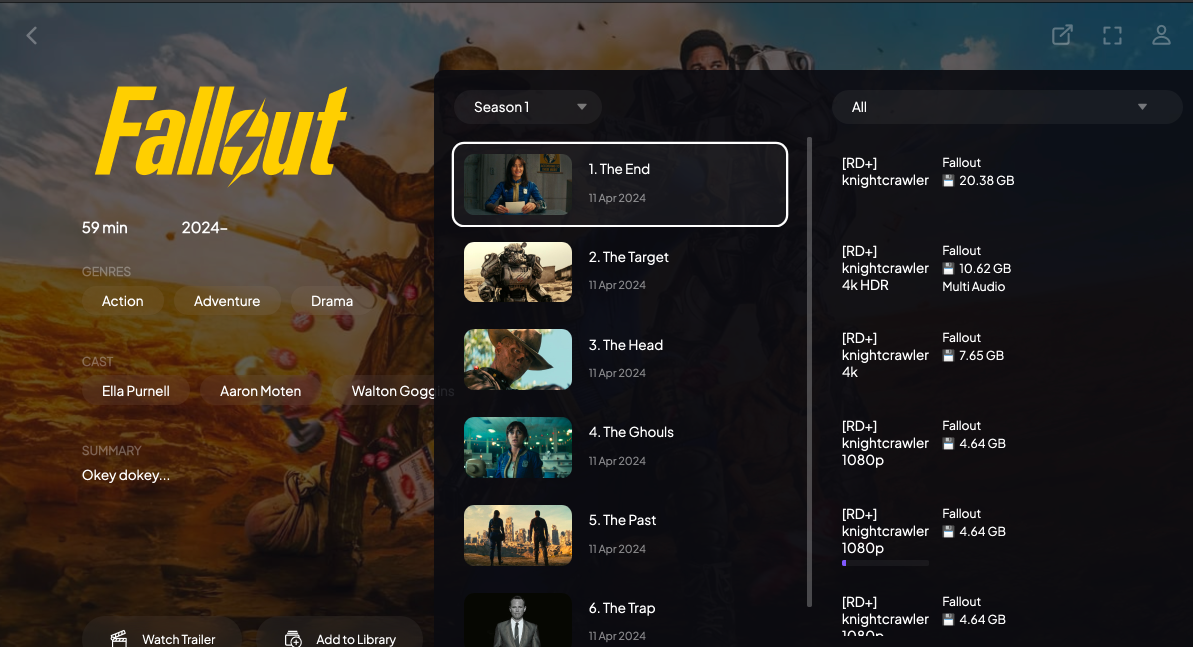 Fallout
59 min
2024–
GENRES
Action
Adventure
Drama
CAST
Ella Purnell
Aaron Moten
Walton Goggins
SUMMARY
Okey dokey...
Watch Trailer
Add to Library
Season 1
1. The End
11 Apr 2024
2. The Target
11 Apr 2024
3. The Head
11 Apr 2024
4. The Ghouls
11 Apr 2024
5. The Past
11 Apr 2024
6. The Trap
11 Apr 2024
All
[RD+]
knightcrawler
Fallout
💾 20.38 GB
[RD+]
knightcrawler
4k HDR
Fallout
💾 10.62 GB
Multi Audio
[RD+]
knightcrawler
4k
Fallout
💾 7.65 GB
[RD+]
knightcrawler
1080p
Fallout
💾 4.64 GB
[RD+]
knightcrawler
1080p
Fallout
💾 4.64 GB
[RD+]
knightcrawler
1080p
Fallout
💾 4.64 GB